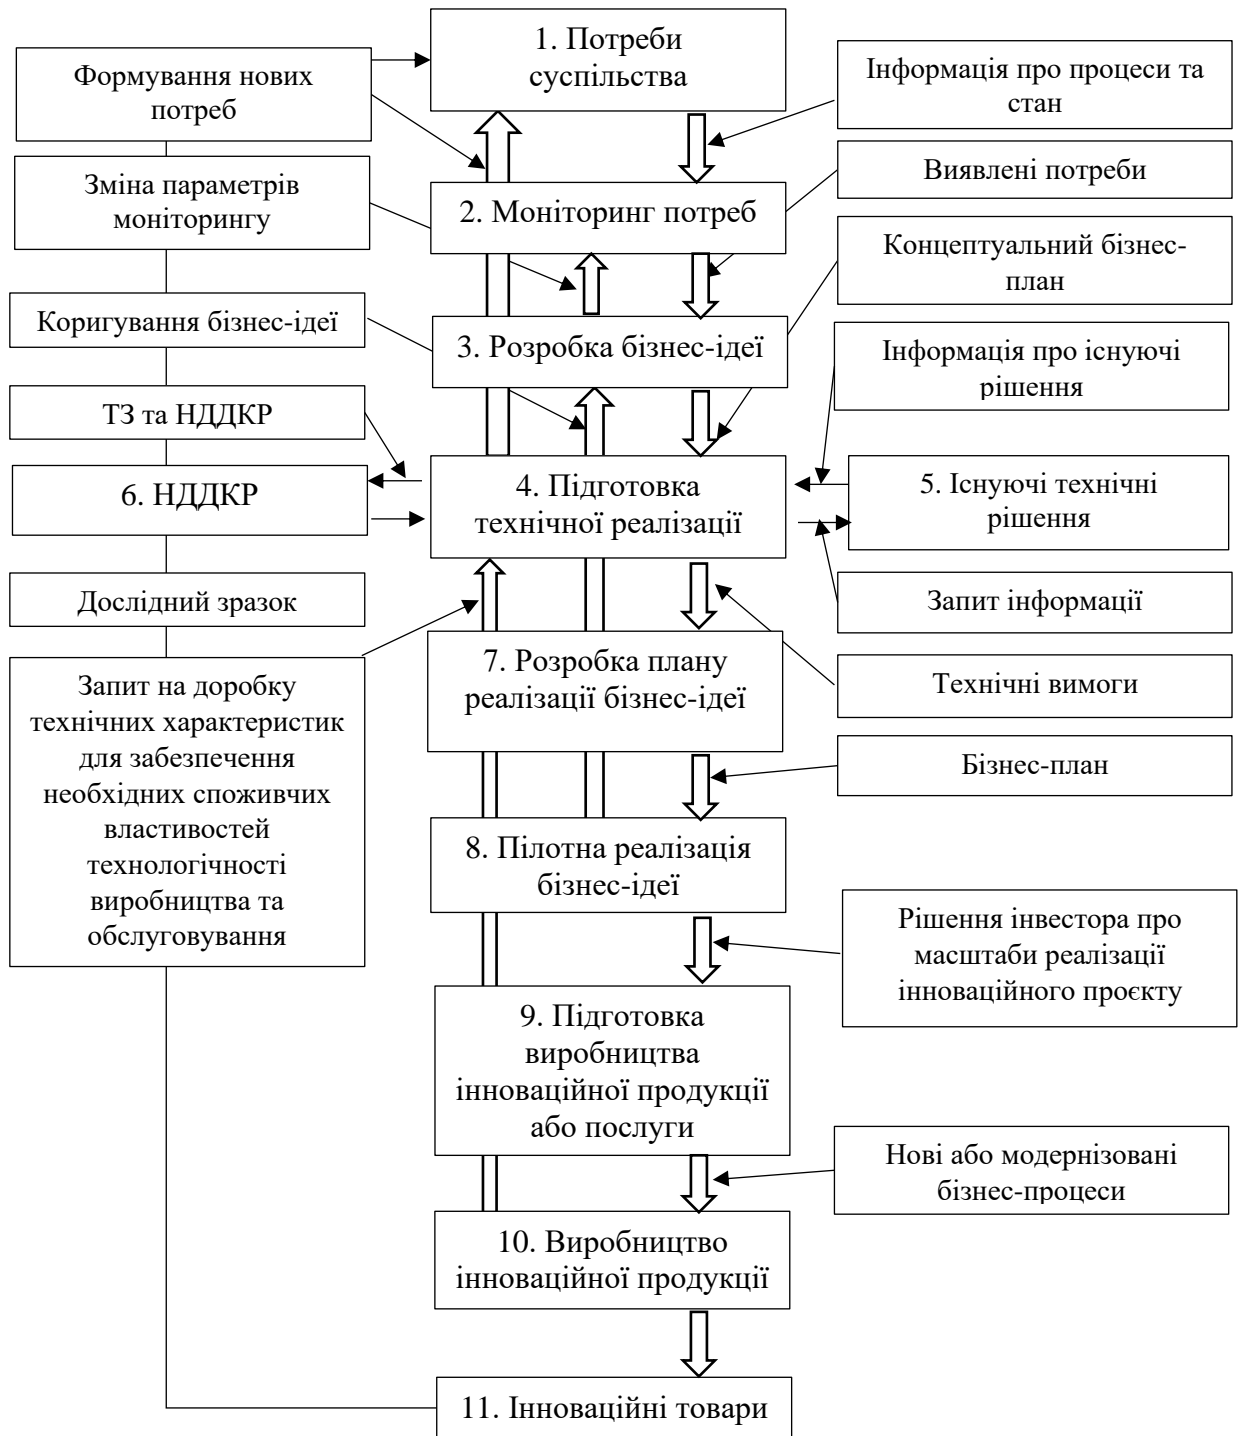 1. Потреби
суспільства
Формування нових
потреб
Інформація про процеси та
стан
Зміна параметрів
моніторингу
2. Моніторинг потреб
Виявлені потреби
Концептуальний бізнес-
план
Коригування бізнес-ідеї
3. Розробка бізнес-ідеї
Інформація про існуючі
рішення
ТЗ та НДДКР
6. НДДКР
4. Підготовка
технічної реалізації
5. Існуючі технічні
рішення
Дослідний зразок
Запит інформації
Запит на доробку
технічних характеристик
для забезпечення
необхідних споживчих
властивостей
технологічності
виробництва та
обслуговування
7. Розробка плану
реалізації бізнес-ідеї
Технічні вимоги
Бізнес-план
8. Пілотна реалізація
бізнес-ідеї
Рішення інвестора про
масштаби реалізації
інноваційного проєкту
9. Підготовка
виробництва
інноваційної продукції
або послуги
Нові або модернізовані
бізнес-процеси
10. Виробництво
інноваційної продукції
11. Інноваційні товари